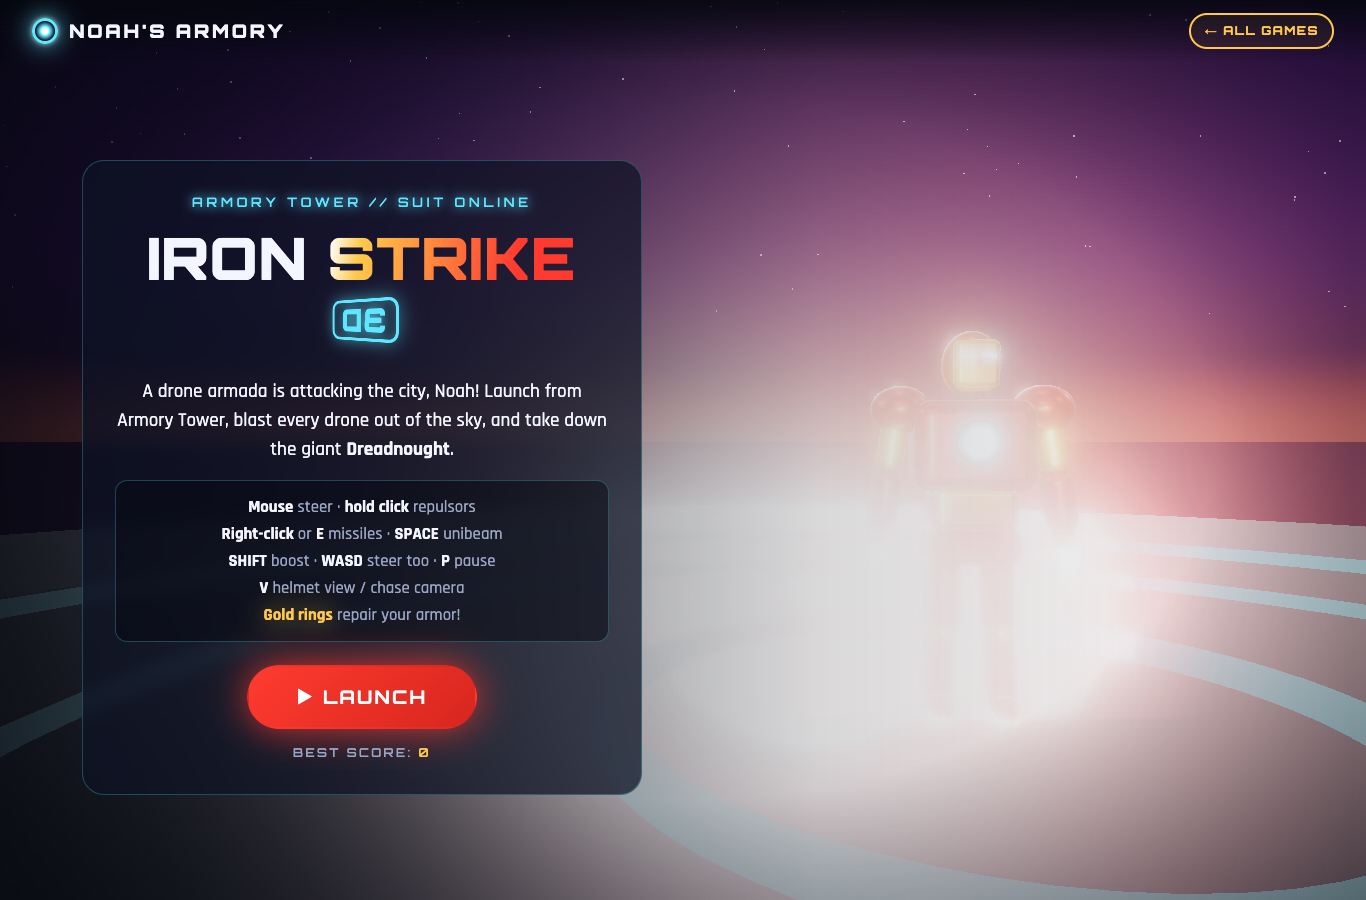 NOAH'S ARMORY
← ALL GAMES
ARMORY TOWER // SUIT ONLINE
IRON STRIKE
3D
A drone armada is attacking the city, Noah! Launch from
Armory Tower, blast every drone out of the sky, and take down
the giant Dreadnought.
Mouse steer · hold click repulsors
Right-click or E missiles · SPACE unibeam
SHIFT boost · WASD steer too · P pause
V helmet view / chase camera
Gold rings repair your armor!
▶ LAUNCH
BEST SCORE: 0